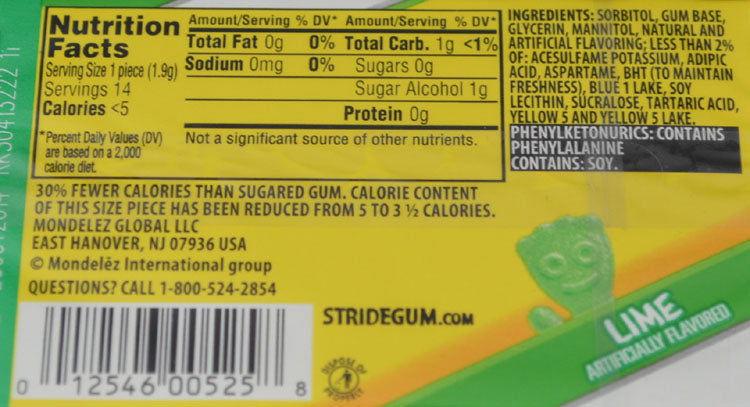 Nutrition
Facts
Serving Size 1 piece (1.9g)
Servings 14
Calories <5
*Percent Daily Values (DV)
are based on a 2,000
calorie diet.
Amount/Serving % DV* Amount/Serving % DV*
Total Fat 0g 0% Total Carb. 1g <1%
Sodium 0mg 0% Sugars 0g
Sugar Alcohol 1g
Protein 0g
Not a significant source of other nutrients.
INGREDIENTS: SORBITOL, GUM BASE,
GLYCERIN, MANNITOL, NATURAL AND
ARTIFICIAL FLAVORING; LESS THAN 2%
OF: ACESULFAME POTASSIUM, ADIPIC
ACID, ASPARTAME, BHT (TO MAINTAIN
FRESHNESS), BLUE 1 LAKE, SOY
LECITHIN, SUCRALOSE, TARTARIC ACID,
YELLOW 5 AND YELLOW 5 LAKE.
PHENYLKETONURICS: CONTAINS
PHENYLALANINE
CONTAINS: SOY.
30% FEWER CALORIES THAN SUGARED GUM. CALORIE CONTENT
OF THIS SIZE PIECE HAS BEEN REDUCED FROM 5 TO 3 ½ CALORIES.
MONDELEZ GLOBAL LLC
EAST HANOVER, NJ 07936 USA
© Mondelēz International group
QUESTIONS? CALL 1-800-524-2854
STRIDEGUM.COM
DISPOSE OF
PROPERLY
0 12546 00525 8
LIME
ARTIFICIALLY FLAVORED